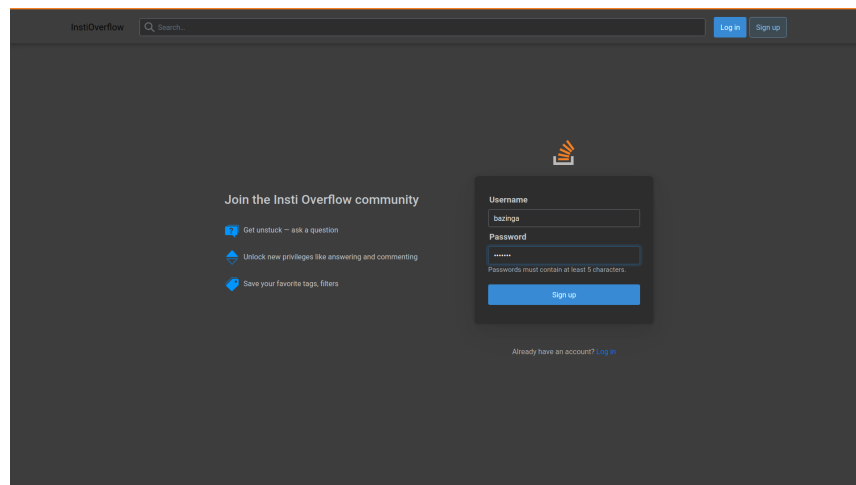 InstiOverflow
Search...
Log in
Sign up
Join the Insti Overflow community
Get unstuck — ask a question
Unlock new privileges like answering and commenting
Save your favorite tags, filters
Username
bazinga
Password
•••••••
Passwords must contain at least 5 characters.
Sign up
Already have an account? Log in